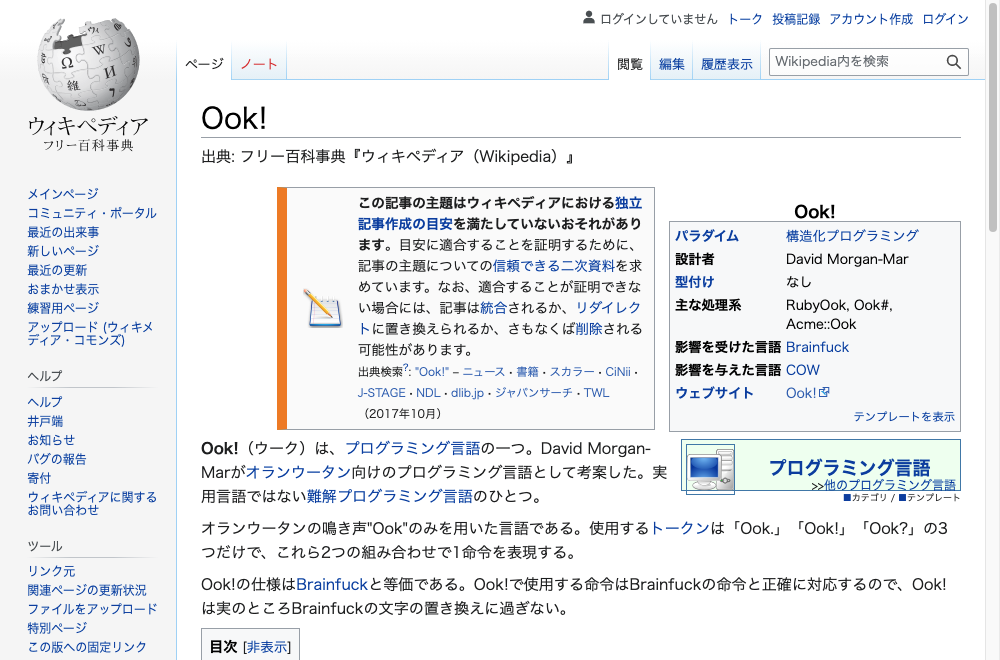 ログインしていません トーク 投稿記録 アカウント作成 ログイン
ページ ノート 閲覧 編集 履歴表示 Wikipedia内を検索
ウィキペディア
フリー百科事典
メインページ
コミュニティ・ポータル
最近の出来事
新しいページ
最近の更新
おまかせ表示
練習用ページ
アップロード (ウィキメ
ディア・コモンズ)
ヘルプ
ヘルプ
井戸端
お知らせ
バグの報告
寄付
ウィキペディアに関する
お問い合わせ
ツール
リンク元
関連ページの更新状況
ファイルをアップロード
特別ページ
この版への固定リンク
Ook!
出典: フリー百科事典『ウィキペディア（Wikipedia）』
この記事の主題はウィキペディアにおける独立
記事作成の目安を満たしていないおそれがあり
ます。目安に適合することを証明するために、
記事の主題についての信頼できる二次資料を求
めています。なお、適合することが証明できな
い場合には、記事は統合されるか、リダイレク
トに置き換えられるか、さもなくば削除される
可能性があります。
出典検索?: "Ook!" – ニュース · 書籍 · スカラー · CiNii ·
J-STAGE · NDL · dlib.jp · ジャパンサーチ · TWL
（2017年10月）
Ook!
パラダイム 構造化プログラミング
設計者 David Morgan-Mar
型付け なし
主な処理系 RubyOok, Ook#,
Acme::Ook
影響を受けた言語 Brainfuck
影響を与えた言語 COW
ウェブサイト Ook!
テンプレートを表示
プログラミング言語
>>他のプログラミング言語
■カテゴリ / ■テンプレート
Ook!（ウーク）は、プログラミング言語の一つ。David Morgan-
Marがオランウータン向けのプログラミング言語として考案した。実
用言語ではない難解プログラミング言語のひとつ。
オランウータンの鳴き声"Ook"のみを用いた言語である。使用するトークンは「Ook.」「Ook!」「Ook?」の3
つだけで、これら2つの組み合わせで1命令を表現する。
Ook!の仕様はBrainfuckと等価である。Ook!で使用する命令はBrainfuckの命令と正確に対応するので、Ook!
は実のところBrainfuckの文字の置き換えに過ぎない。
目次 [非表示]